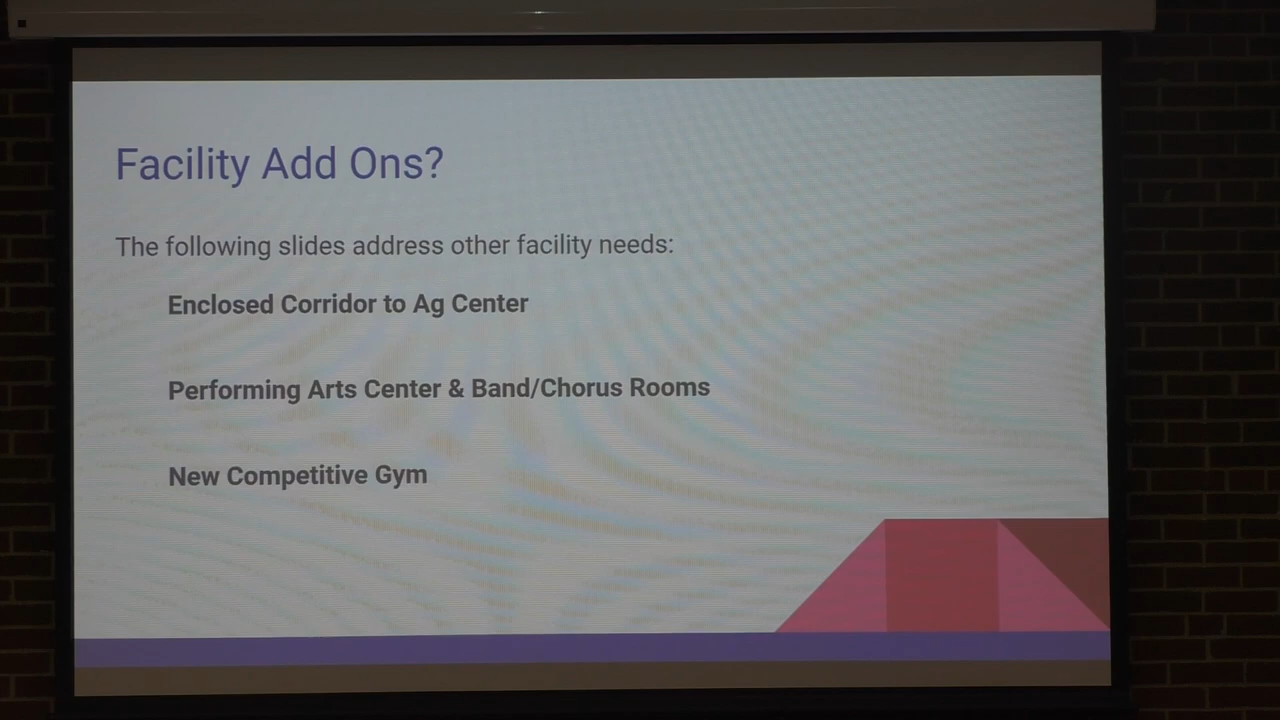 Facility Add Ons?
The following slides address other facility needs:
Enclosed Corridor to Ag Center
Performing Arts Center & Band/Chorus Rooms
New Competitive Gym